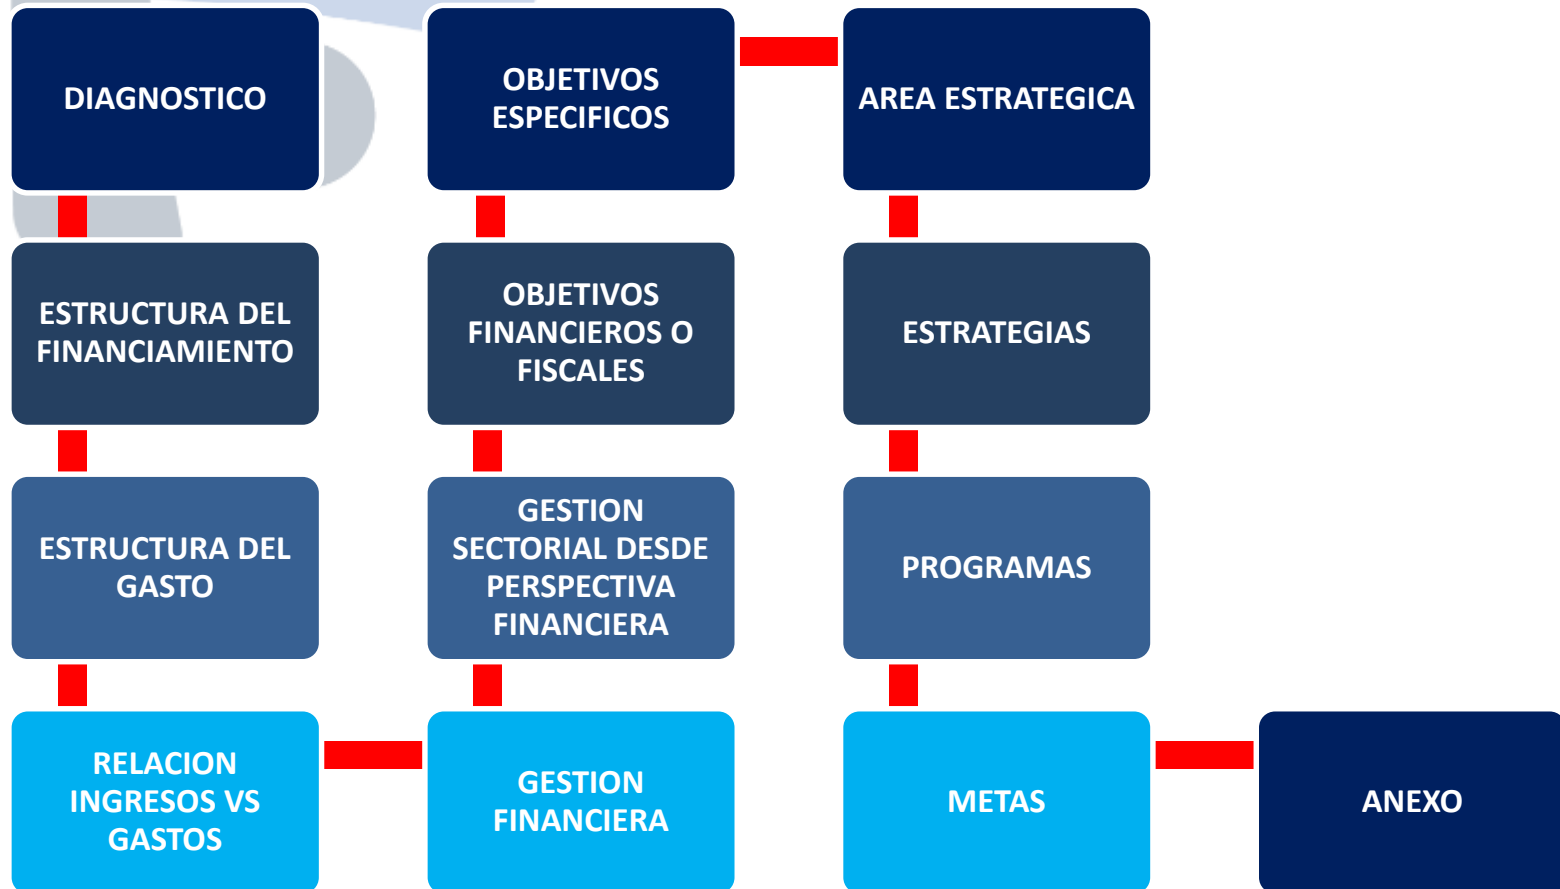 DIAGNOSTICO
ESTRUCTURA DEL
FINANCIAMIENTO
ESTRUCTURA DEL
GASTO
RELACION
INGRESOS VS
GASTOS
GESTION
FINANCIERA
GESTION
SECTORIAL DESDE
PERSPECTIVA
FINANCIERA
OBJETIVOS
FINANCIEROS O
FISCALES
OBJETIVOS
ESPECIFICOS
AREA ESTRATEGICA
ESTRATEGIAS
PROGRAMAS
METAS
ANEXO